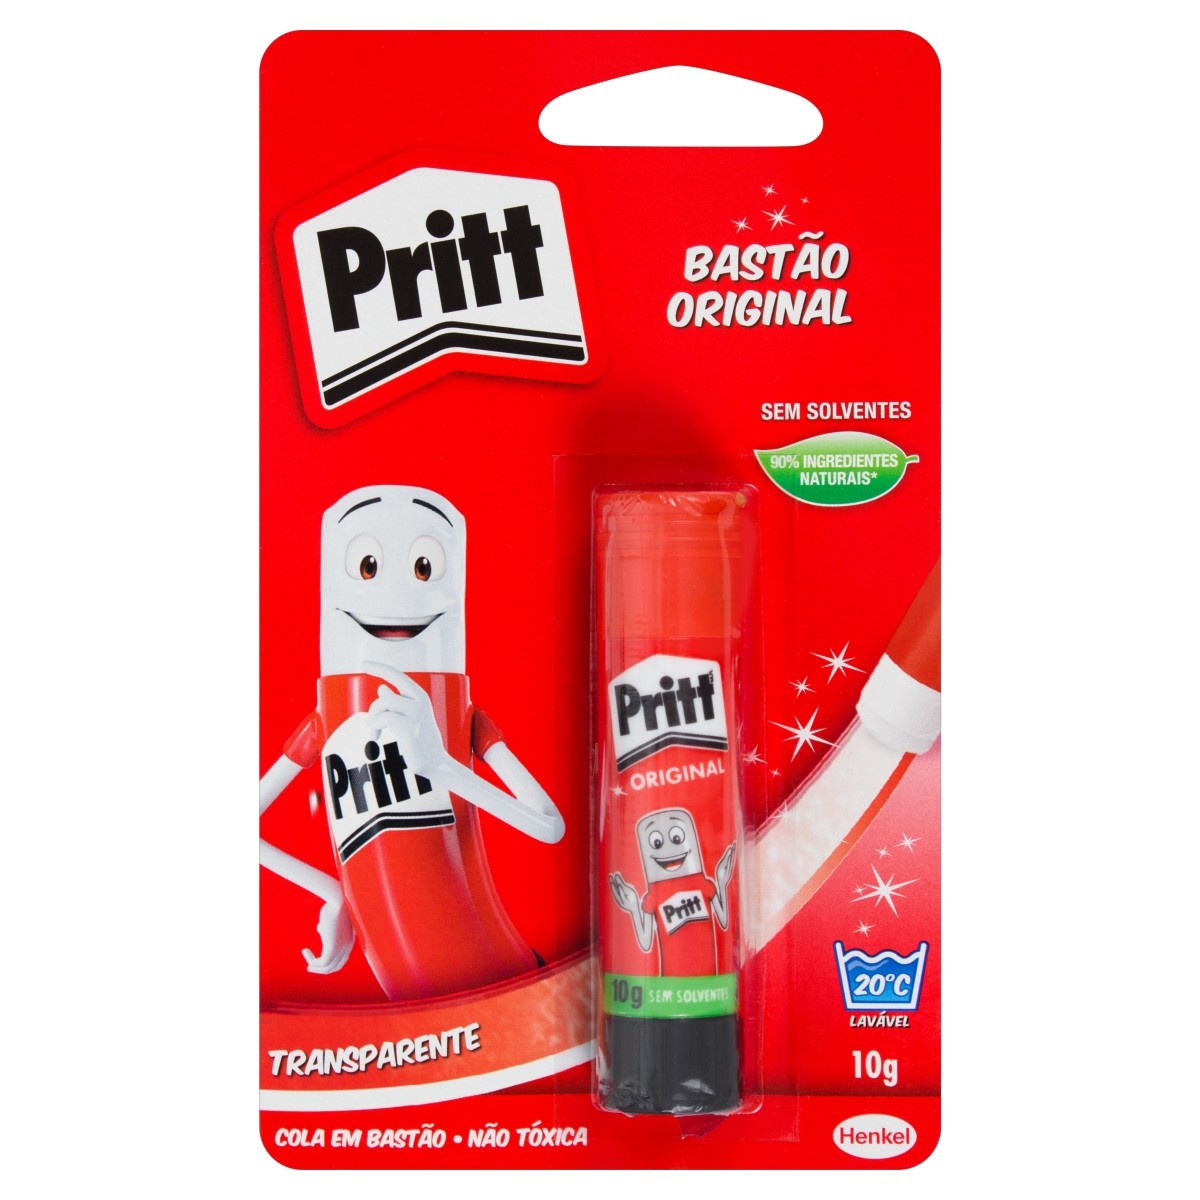 Pritt
BASTÃO
ORIGINAL
SEM SOLVENTES
90% INGREDIENTES
NATURAIS*
Pritt
Pritt
ORIGINAL
Pritt
10g SEM SOLVENTES
20°C
LAVÁVEL
TRANSPARENTE
10g
COLA EM BASTÃO • NÃO TÓXICA
Henkel